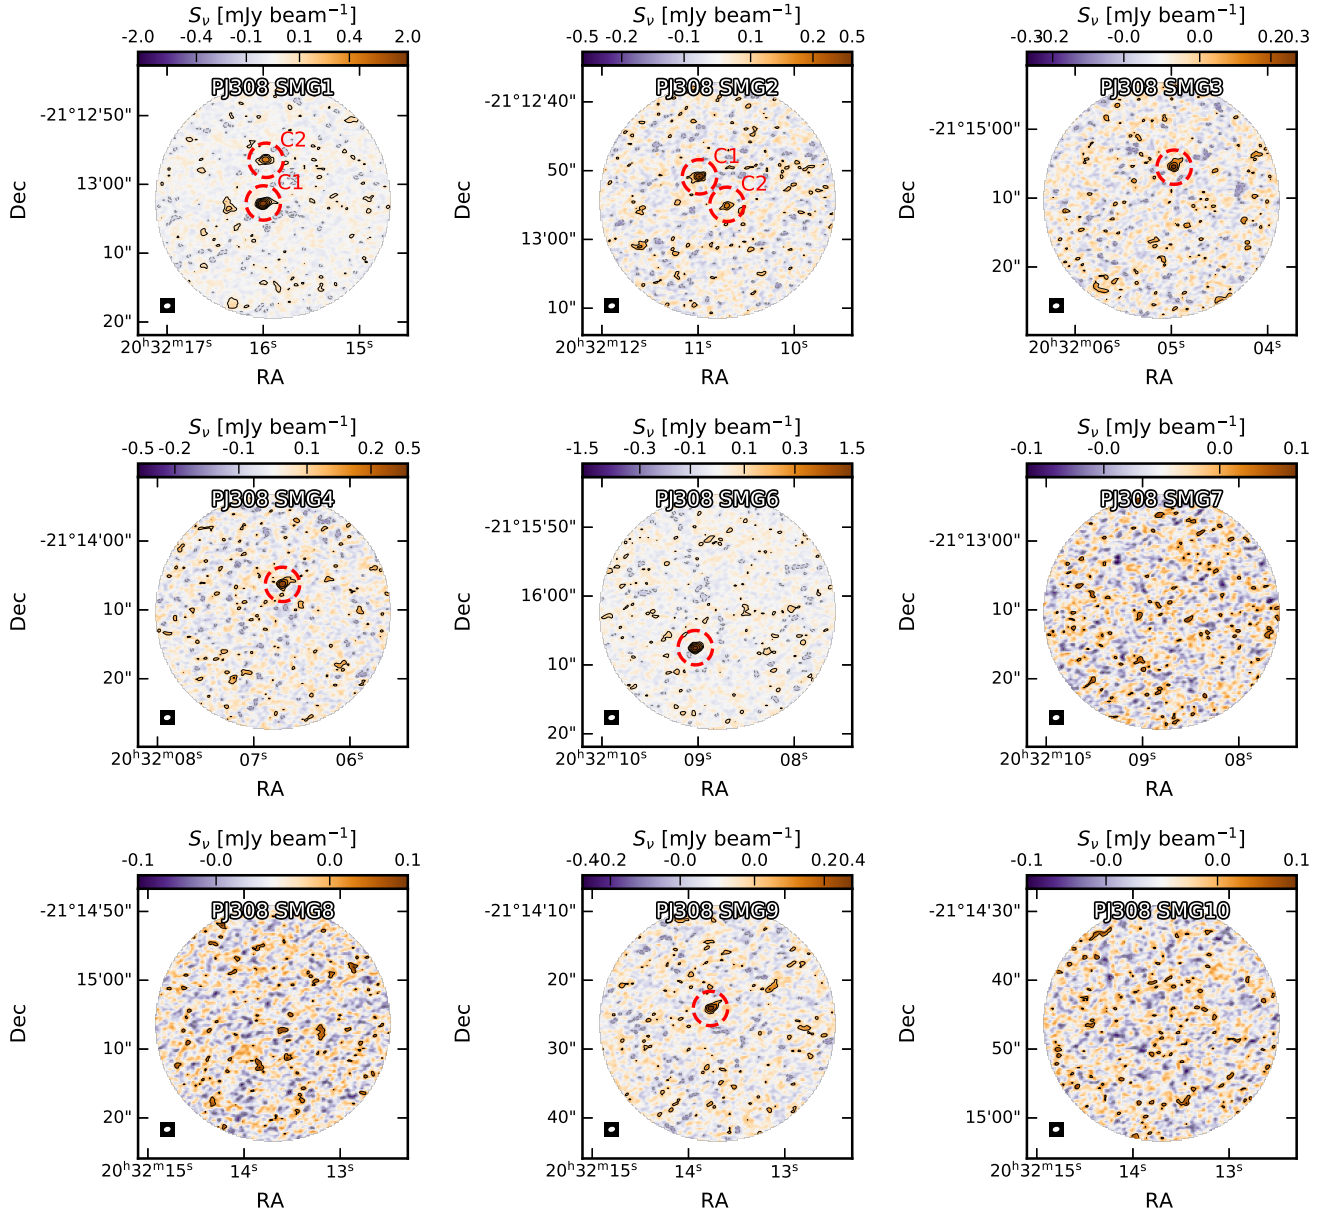 S_ν [mJy beam⁻¹]
-2.0 -0.4 -0.1 0.1 0.4 2.0
PJ308 SMG1
C2
C1
-21°12'50"
13'00"
10"
20"
Dec
20ʰ32ᵐ17ˢ 16ˢ 15ˢ
RA
S_ν [mJy beam⁻¹]
-0.5 -0.2 -0.1 0.1 0.2 0.5
PJ308 SMG2
C1
C2
-21°12'40"
50"
13'00"
10"
Dec
20ʰ32ᵐ12ˢ 11ˢ 10ˢ
RA
S_ν [mJy beam⁻¹]
-0.3 -0.2 -0.0 0.0 0.2 0.3
PJ308 SMG3
-21°15'00"
10"
20"
Dec
20ʰ32ᵐ06ˢ 05ˢ 04ˢ
RA
S_ν [mJy beam⁻¹]
-0.5 -0.2 -0.1 0.1 0.2 0.5
PJ308 SMG4
-21°14'00"
10"
20"
Dec
20ʰ32ᵐ08ˢ 07ˢ 06ˢ
RA
S_ν [mJy beam⁻¹]
-1.5 -0.3 -0.1 0.1 0.3 1.5
PJ308 SMG6
-21°15'50"
16'00"
10"
20"
Dec
20ʰ32ᵐ10ˢ 09ˢ 08ˢ
RA
S_ν [mJy beam⁻¹]
-0.1 -0.0 0.0 0.1
PJ308 SMG7
-21°13'00"
10"
20"
Dec
20ʰ32ᵐ10ˢ 09ˢ 08ˢ
RA
S_ν [mJy beam⁻¹]
-0.1 -0.0 0.0 0.1
PJ308 SMG8
-21°14'50"
15'00"
10"
20"
Dec
20ʰ32ᵐ15ˢ 14ˢ 13ˢ
RA
S_ν [mJy beam⁻¹]
-0.4 -0.2 -0.0 0.0 0.2 0.4
PJ308 SMG9
-21°14'10"
20"
30"
40"
Dec
20ʰ32ᵐ15ˢ 14ˢ 13ˢ
RA
S_ν [mJy beam⁻¹]
-0.1 -0.0 0.0 0.1
PJ308 SMG10
-21°14'30"
40"
50"
15'00"
Dec
20ʰ32ᵐ15ˢ 14ˢ 13ˢ
RA